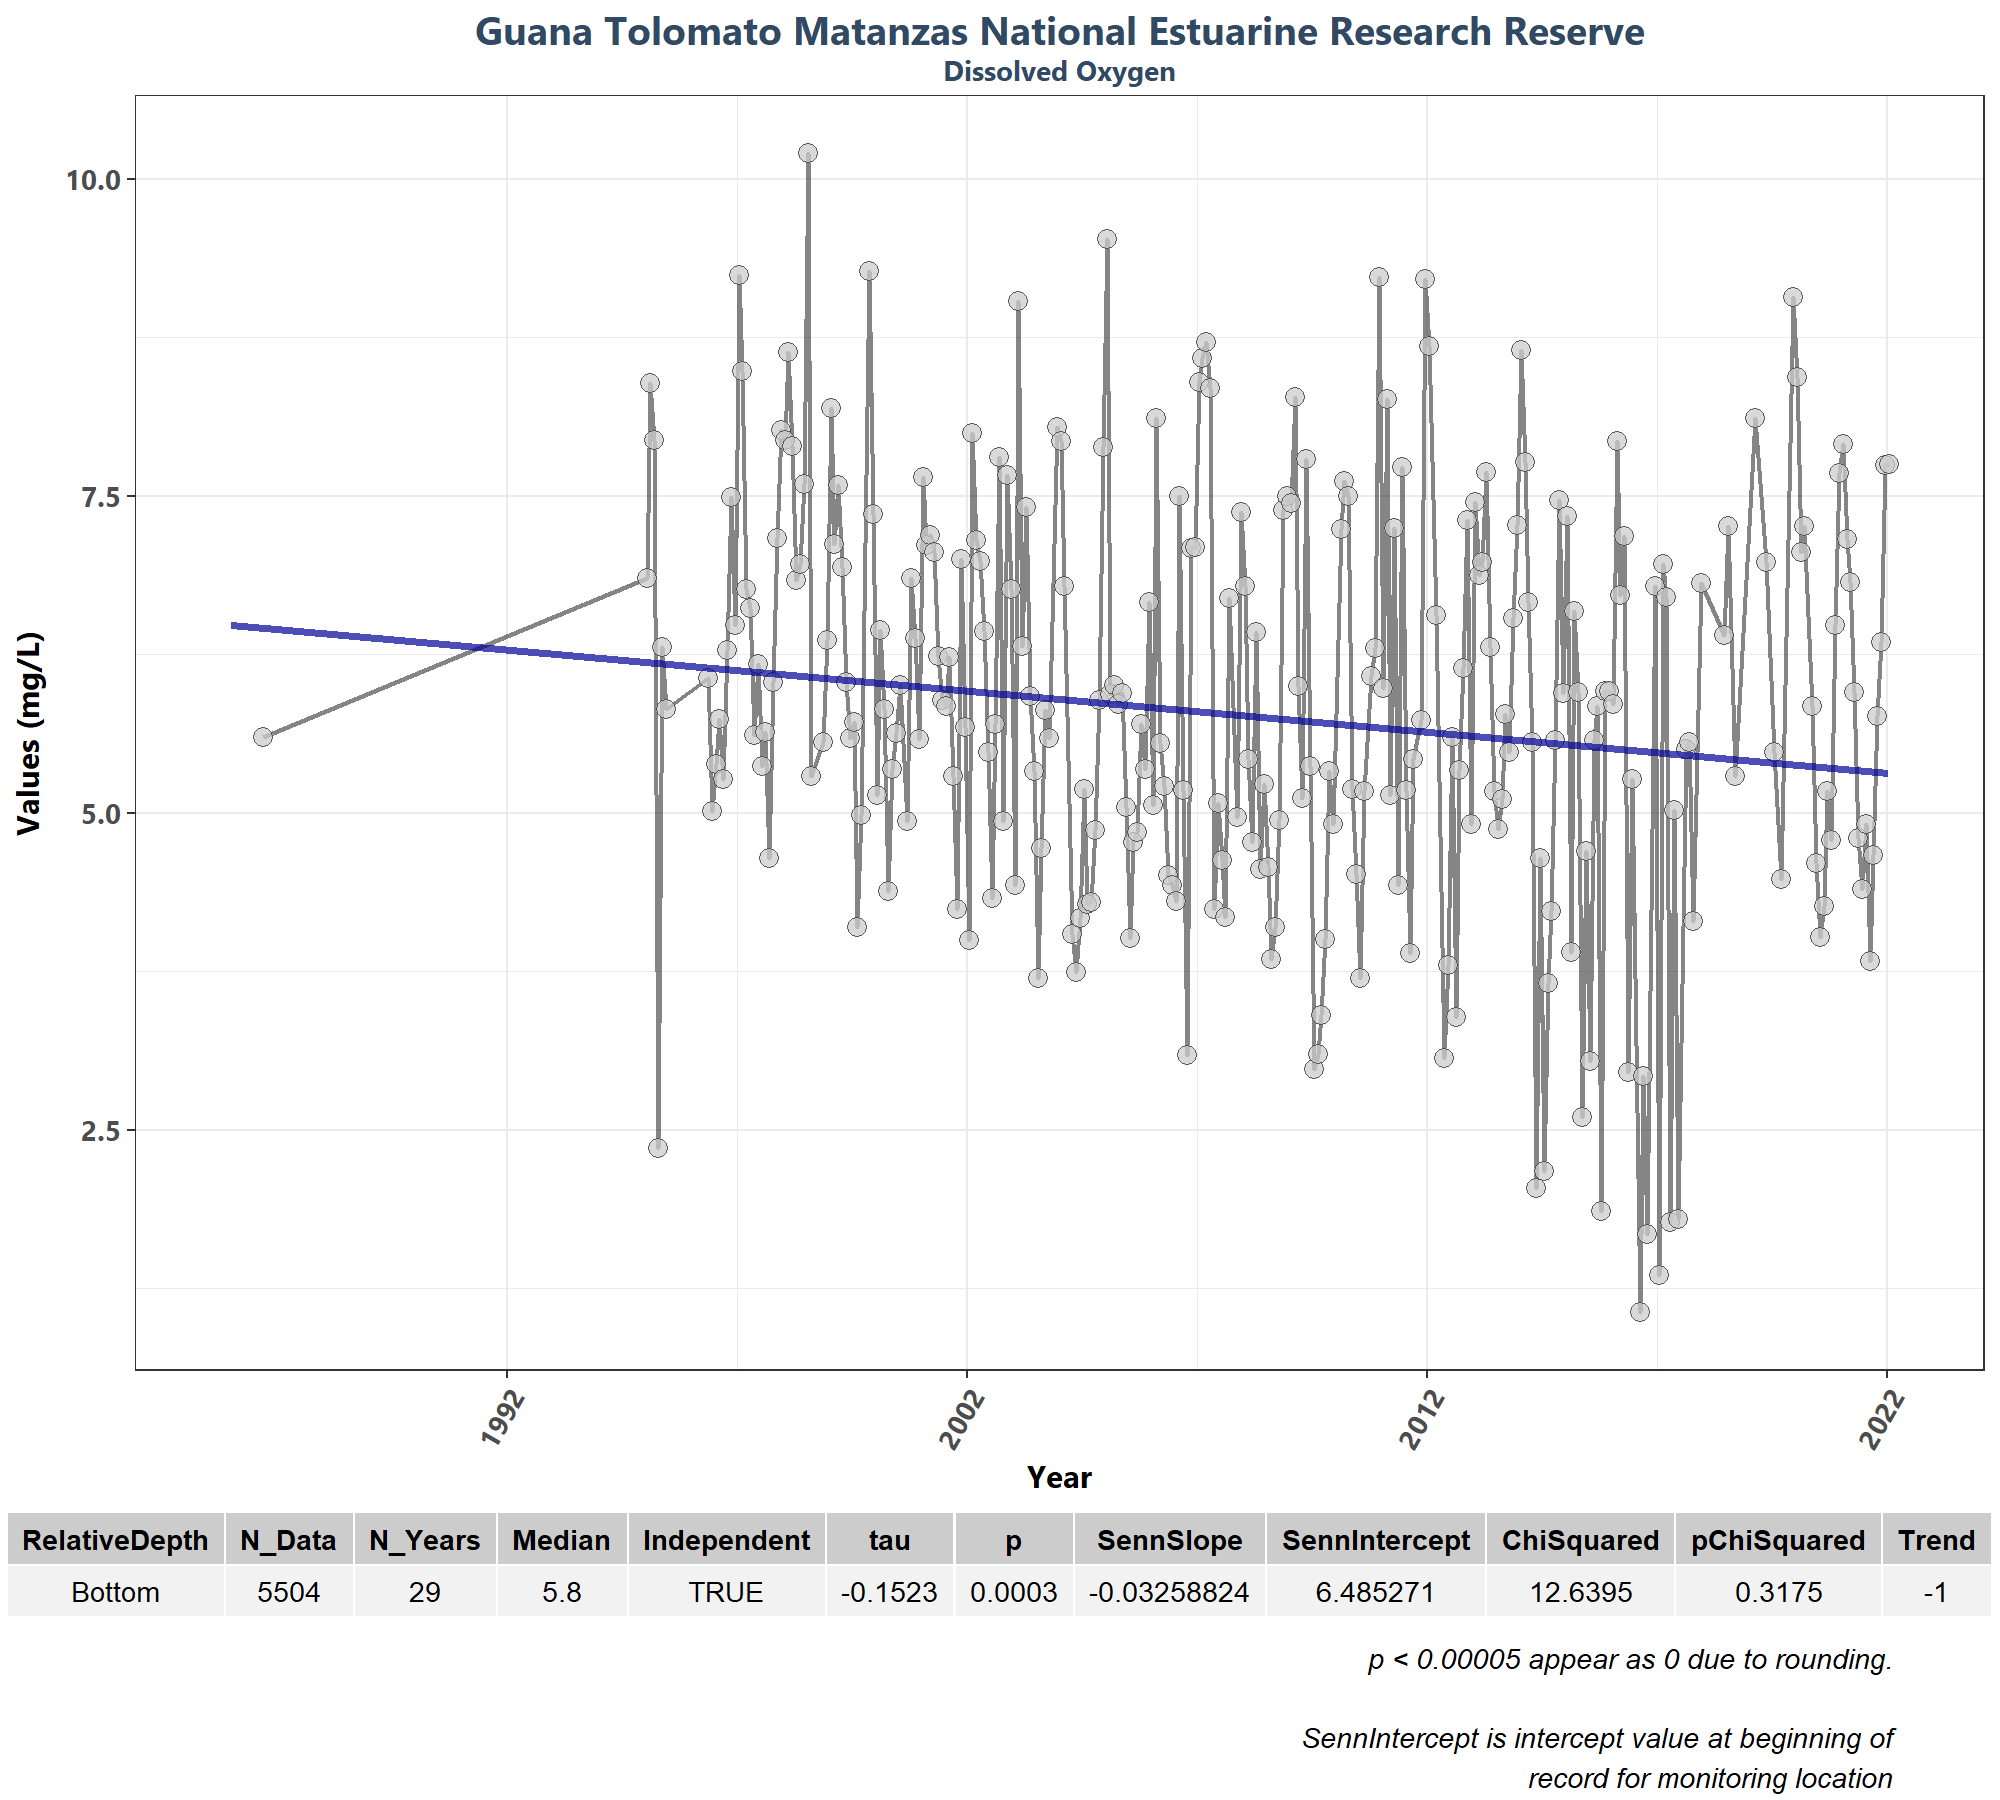 Guana Tolomato Matanzas National Estuarine Research Reserve
Dissolved Oxygen
10.0
7.5
5.0
2.5
Values (mg/L)
1992
2002
2012
2022
Year
RelativeDepth N_Data N_Years Median Independent tau p SennSlope SennIntercept ChiSquared pChiSquared Trend
Bottom 5504 29 5.8 TRUE -0.1523 0.0003 -0.03258824 6.485271 12.6395 0.3175 -1
p < 0.00005 appear as 0 due to rounding.
SennIntercept is intercept value at beginning of
record for monitoring location